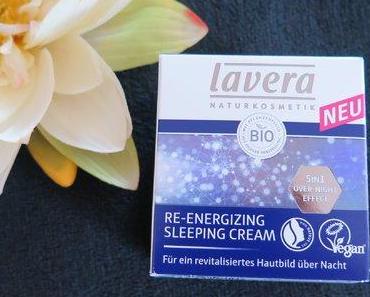 lavera
NATURKOSMETIK
NEU
BIO
5in1
OVER-NIGHT
EFFECT
RE-ENERGIZING
SLEEPING CREAM
Vegan
Für ein revitalisiertes Hautbild über Nacht